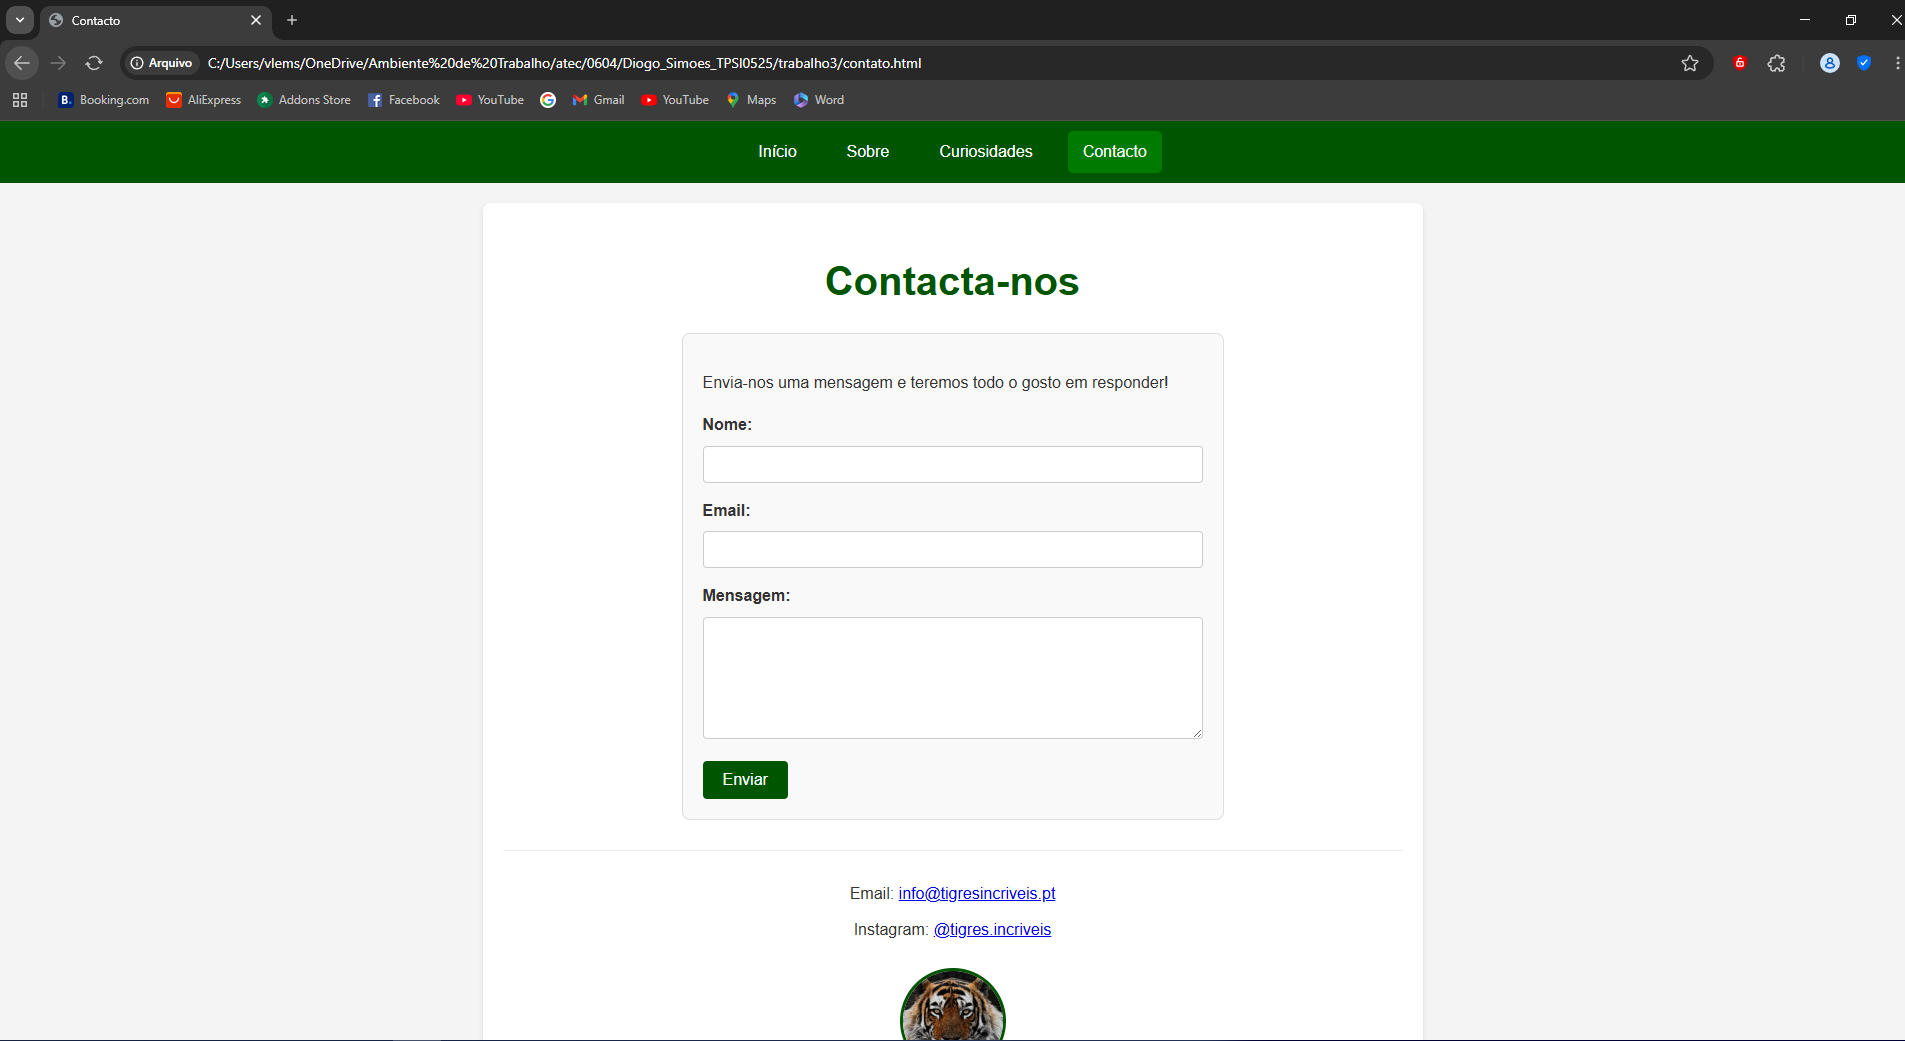 Contacto
Arquivo C:/Users/vlems/OneDrive/Ambiente%20de%20Trabalho/atec/0604/Diogo_Simoes_TPSI0525/trabalho3/contato.html
B. Booking.com AliExpress Addons Store Facebook YouTube Gmail YouTube Maps Word
Início Sobre Curiosidades Contacto
Contacta-nos
Envia-nos uma mensagem e teremos todo o gosto em responder!
Nome:
Email:
Mensagem:
Enviar
Email: info@tigresincriveis.pt
Instagram: @tigres.incriveis